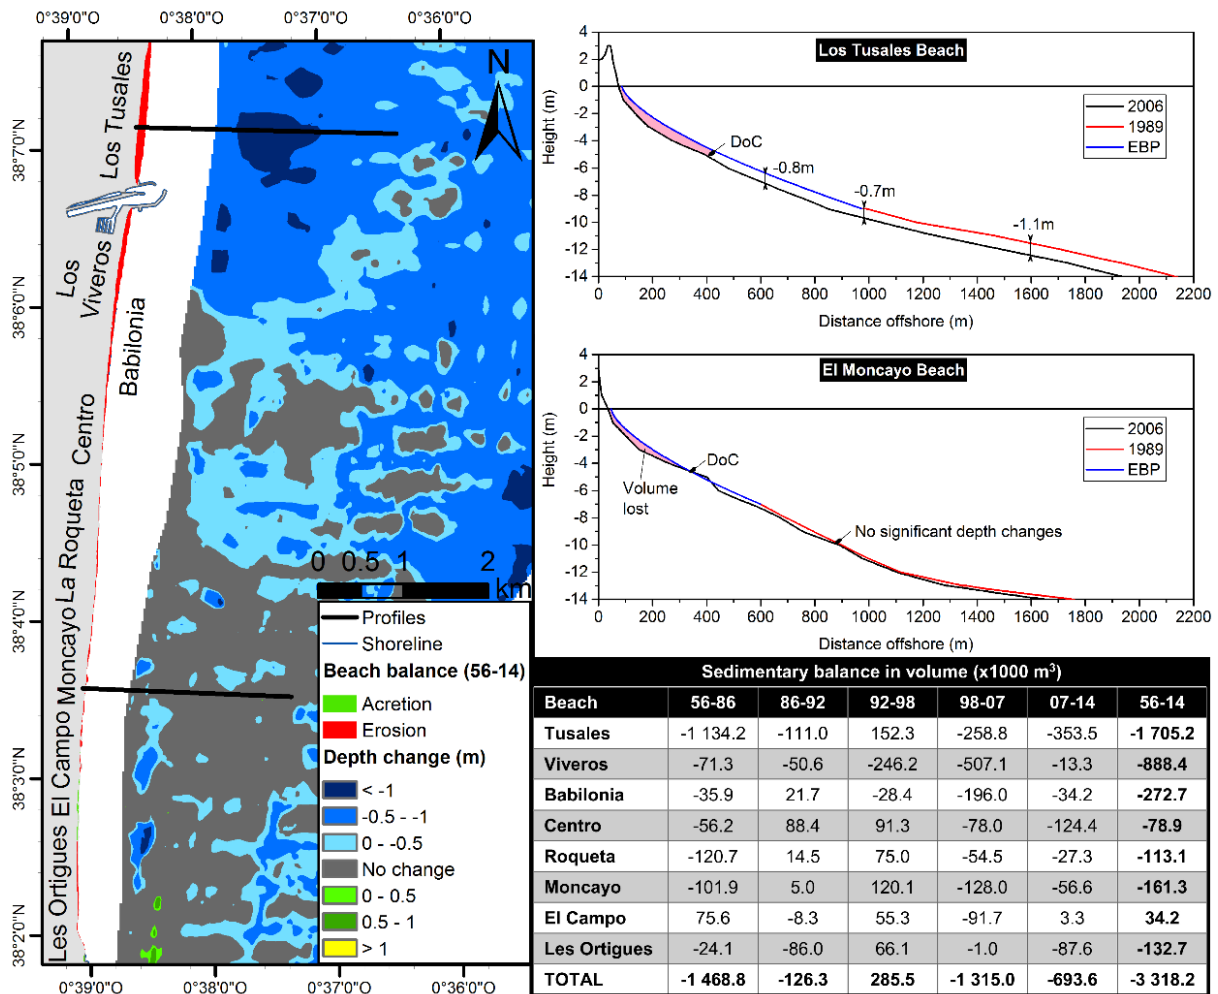 0°39'0"O 0°38'0"O 0°37'0"O 0°36'0"O
38°7'0"N
38°6'0"N
38°5'0"N
38°4'0"N
38°3'0"N
38°2'0"N
Los Tusales
Los
Viveros
Babilonia
Centro
La Roqueta
Moncayo
El Campo
Les Ortigues
N
0 0.5 1 2
km
Profiles
Shoreline
Beach balance (56-14)
Acretion
Erosion
Depth change (m)
< -1
-0.5 - -1
0 - -0.5
No change
0 - 0.5
0.5 - 1
> 1
0°39'0"O 0°38'0"O 0°37'0"O 0°36'0"O
Los Tusales Beach
Height (m)
4
2
0
-2
-4
-6
-8
-10
-12
-14
2006
1989
EBP
DoC
-0.8m
-0.7m
-1.1m
0 200 400 600 800 1000 1200 1400 1600 1800 2000 2200
Distance offshore (m)
El Moncayo Beach
Height (m)
4
2
0
-2
-4
-6
-8
-10
-12
-14
2006
1989
EBP
DoC
Volume
lost
No significant depth changes
0 200 400 600 800 1000 1200 1400 1600 1800 2000 2200
Distance offshore (m)
Sedimentary balance in volume (x1000 m³)
Beach 56-86 86-92 92-98 98-07 07-14 56-14
Tusales -1 134.2 -111.0 152.3 -258.8 -353.5 -1 705.2
Viveros -71.3 -50.6 -246.2 -507.1 -13.3 -888.4
Babilonia -35.9 21.7 -28.4 -196.0 -34.2 -272.7
Centro -56.2 88.4 91.3 -78.0 -124.4 -78.9
Roqueta -120.7 14.5 75.0 -54.5 -27.3 -113.1
Moncayo -101.9 5.0 120.1 -128.0 -56.6 -161.3
El Campo 75.6 -8.3 55.3 -91.7 3.3 34.2
Les Ortigues -24.1 -86.0 66.1 -1.0 -87.6 -132.7
TOTAL -1 468.8 -126.3 285.5 -1 315.0 -693.6 -3 318.2